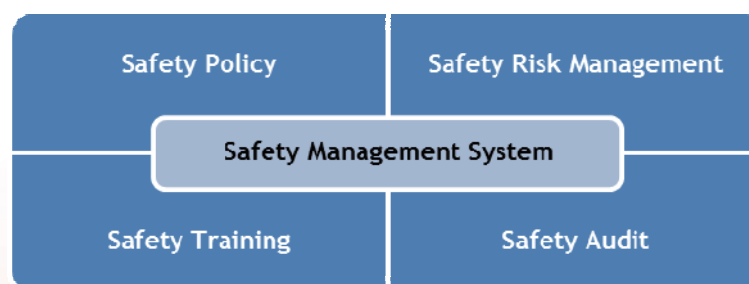 Safety Policy
Safety Risk Management
Safety Management System
Safety Training
Safety Audit